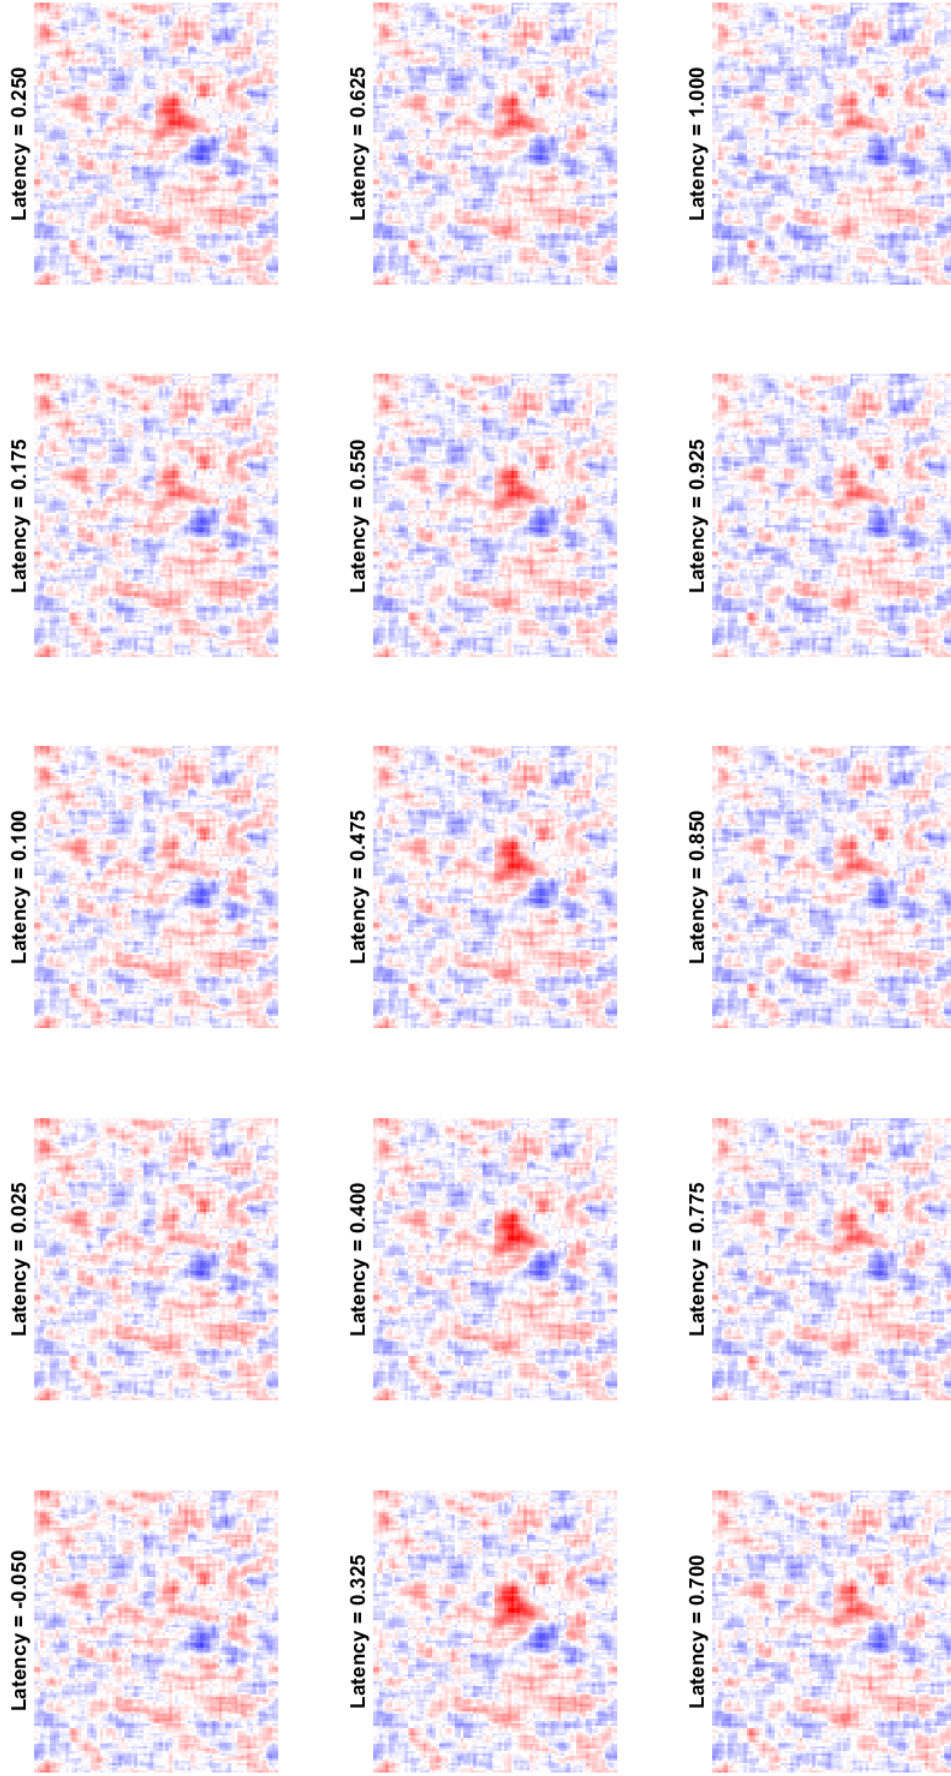 Latency = -0.050
Latency = 0.025
Latency = 0.100
Latency = 0.175
Latency = 0.250
Latency = 0.325
Latency = 0.400
Latency = 0.475
Latency = 0.550
Latency = 0.625
Latency = 0.700
Latency = 0.775
Latency = 0.850
Latency = 0.925
Latency = 1.000